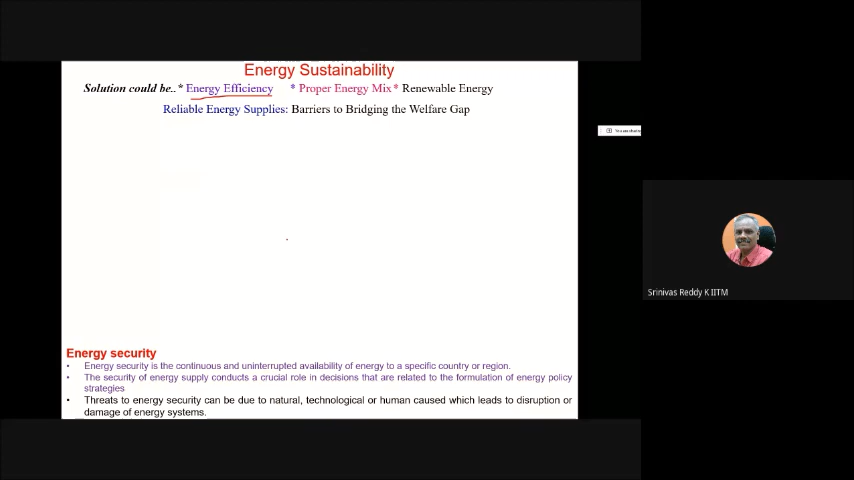 Energy Sustainability
Solution could be.. * Energy Efficiency * Proper Energy Mix * Renewable Energy
Reliable Energy Supplies: Barriers to Bridging the Welfare Gap
Srinivas Reddy K IITM
Energy security
• Energy security is the continuous and uninterrupted availability of energy to a specific country or region.
• The security of energy supply conducts a crucial role in decisions that are related to the formulation of energy policy
strategies
• Threats to energy security can be due to natural, technological or human caused which leads to disruption or
damage of energy systems.